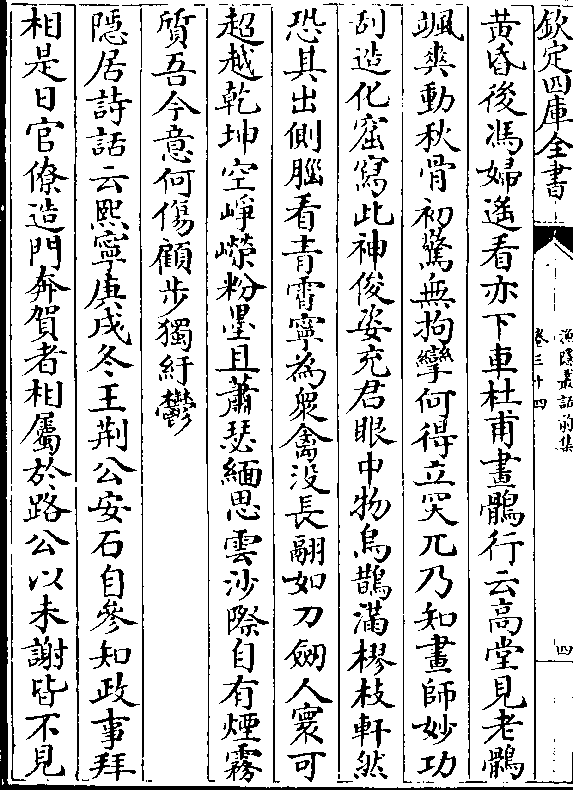 欽定四庫全書
漁隱叢話前集
卷三十四
四
黄昏後馮婦遥看亦下車杜甫畫鶻行云高堂見老鶻
颯爽動秋骨初驚無拘攣何得立突兀乃知畫師妙功
刮造化窟寫此神俊姿充君眼中物烏鵲滿樛枝軒然
恐其出側腦看青霄寧為衆禽没長翮如刀劒人寰可
超越乾坤空崢嶸粉墨且蕭瑟緬思雲沙際自有煙霧
質吾今意何傷顧步獨紆鬱
隱居詩話云熙寧庚戌冬王荆公安石自參知政事拜
相是日官僚造門奔賀者相屬於路公以未謝皆不見